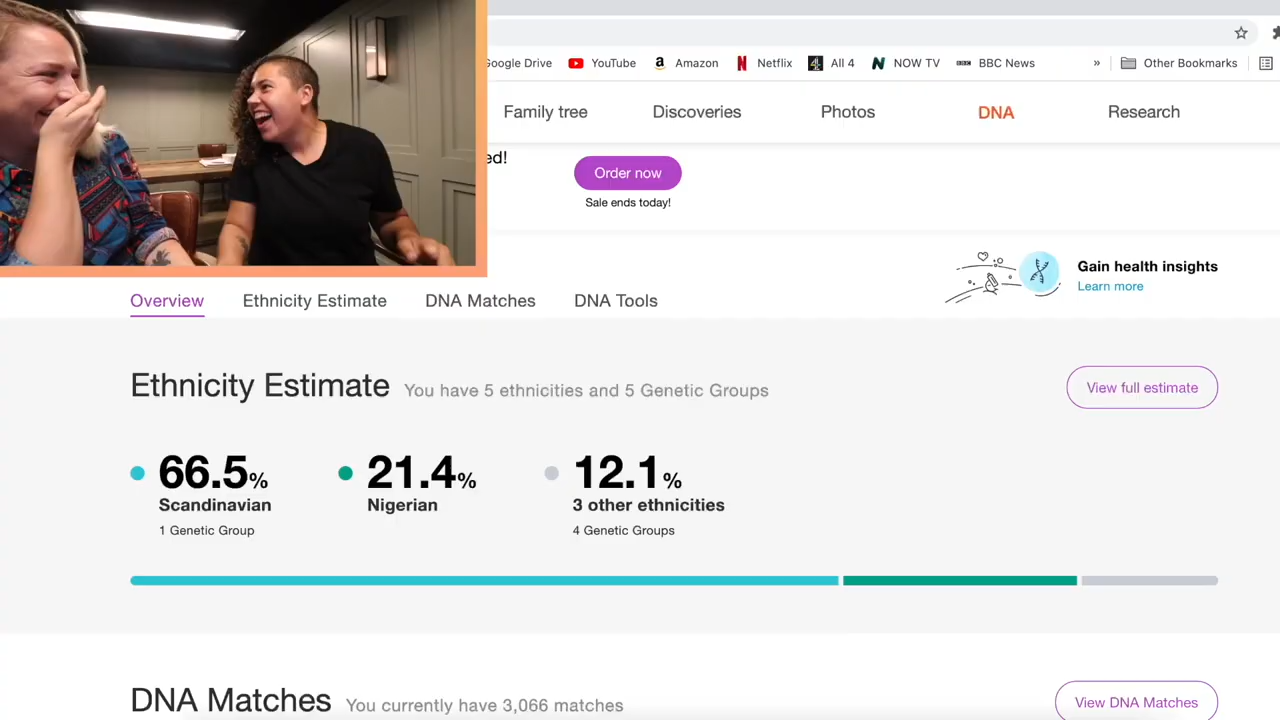 Google Drive YouTube Amazon Netflix All 4 NOW TV BBC News » Other Bookmarks
Family tree Discoveries Photos DNA Research
ed!
Order now
Sale ends today!
Gain health insights
Learn more
Overview Ethnicity Estimate DNA Matches DNA Tools
Ethnicity Estimate You have 5 ethnicities and 5 Genetic Groups View full estimate
66.5% 21.4% 12.1%
Scandinavian Nigerian 3 other ethnicities
1 Genetic Group 4 Genetic Groups
DNA Matches You currently have 3,066 matches View DNA Matches